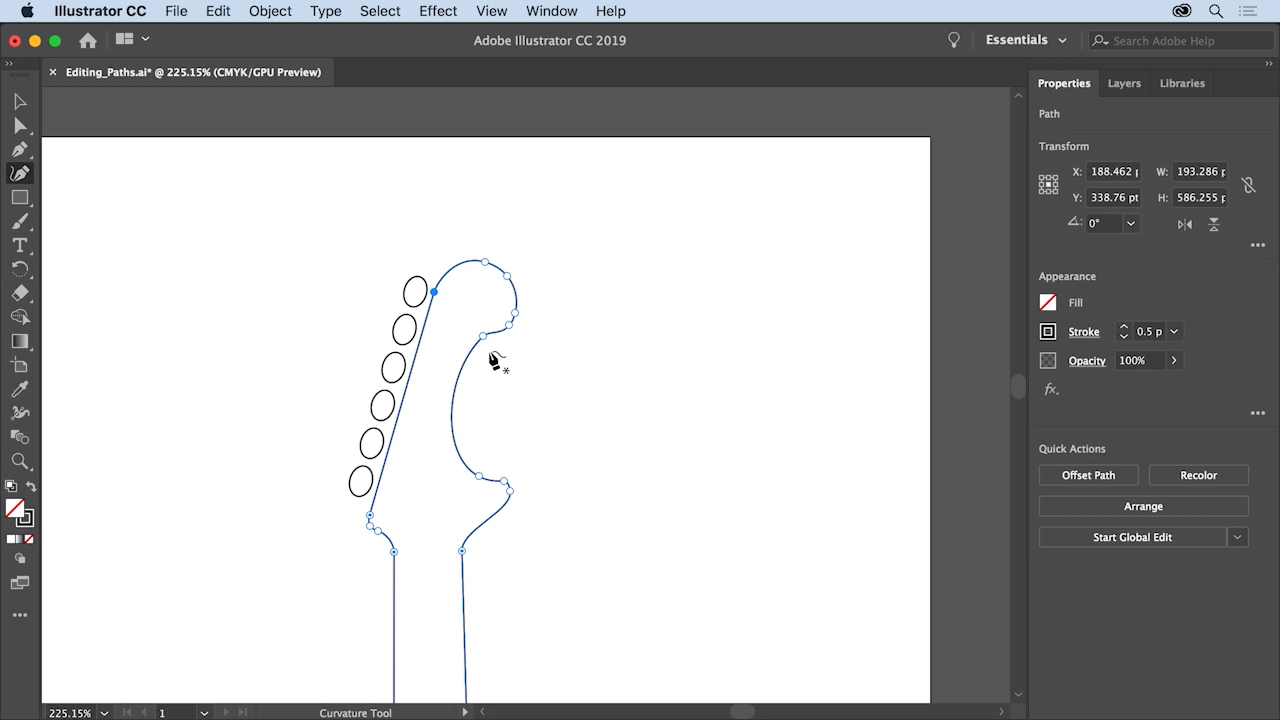 Illustrator CC File Edit Object Type Select Effect View Window Help
Adobe Illustrator CC 2019 Essentials Search Adobe Help
Editing_Paths.ai* @ 225.15% (CMYK/GPU Preview)
Properties Layers Libraries
Path
Transform
X: 188.462 p W: 193.286 p
Y: 338.76 pt H: 586.255 p
0°
Appearance
Fill
Stroke 0.5 p
Opacity 100%
fx.
Quick Actions
Offset Path Recolor
Arrange
Start Global Edit
225.15% 1 Curvature Tool